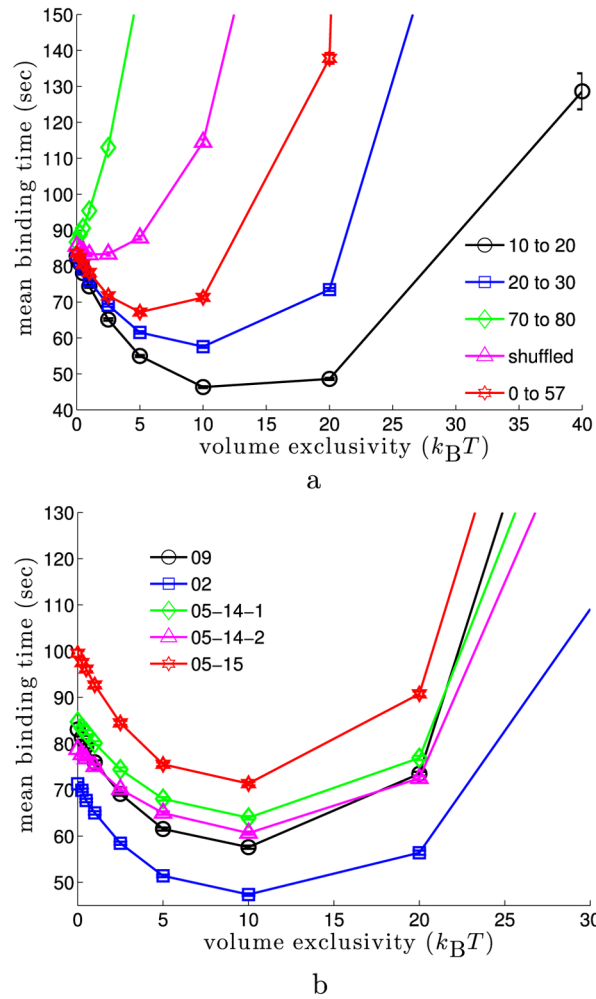 150
140
130
120
110
100
90
80
70
60
50
40
mean binding time (sec)
10 to 20
20 to 30
70 to 80
shuffled
0 to 57
0 5 10 15 20 25 30 35 40
volume exclusivity (kBT)
a
130
120
110
100
90
80
70
60
50
mean binding time (sec)
09
02
05-14-1
05-14-2
05-15
0 5 10 15 20 25 30
volume exclusivity (kBT)
b